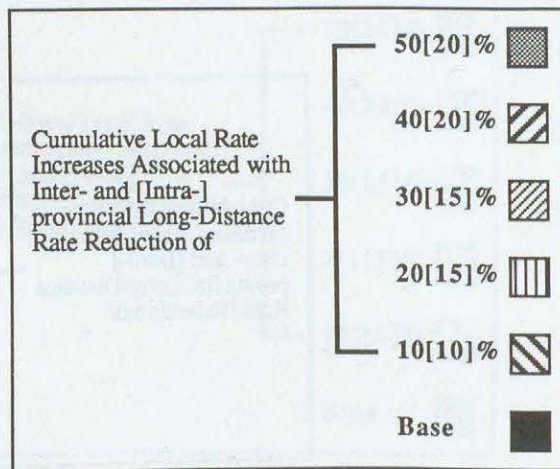 50[20]%
40[20]%
Cumulative Local Rate
Increases Associated with
Inter- and [Intra-]
provincial Long-Distance
Rate Reduction of
30[15]%
20[15]%
10[10]%
Base